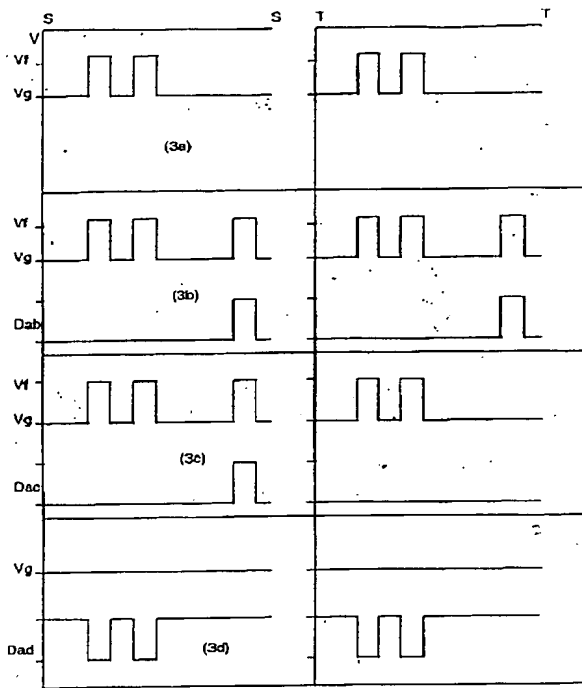 S S T T
V
Vf
Vg
(3a)
Vf
Vg
(3b)
Dab
Vf
Vg
(3c)
Dac
Vg
Dad (3d)